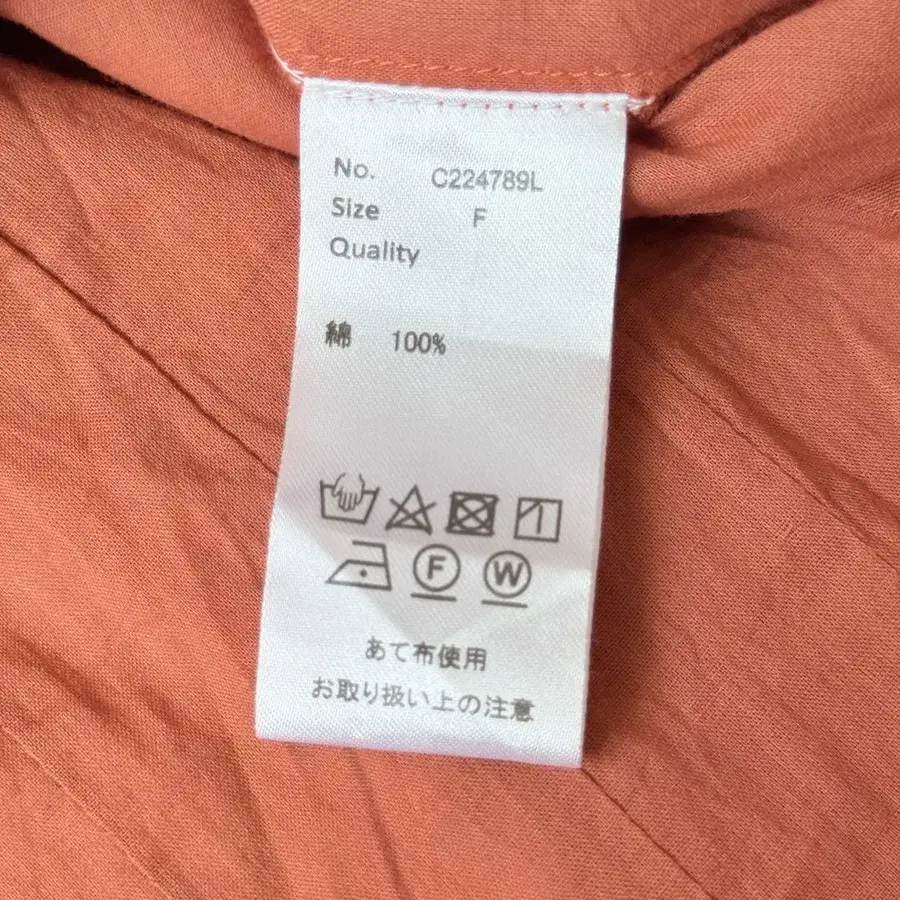 No. C224789L
Size F
Quality
綿 100%
F W
あて布使用
お取り扱い上の注意